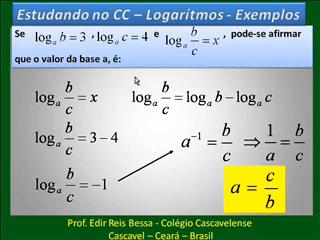 Estudando no CC – Logarítmos - Exemplos
Se log_a b = 3 , log_a c = 4 e log_a b/c = x , pode-se afirmar
que o valor da base a, é:
log_a b/c = x log_a b/c = log_a b − log_a c
log_a b/c = 3 − 4 a^{-1} = b/c ⇒ 1/a = b/c
log_a b/c = −1 a = c/b
Prof. Edir Reis Bessa - Colégio Cascavelense
Cascavel – Ceará – Brasil